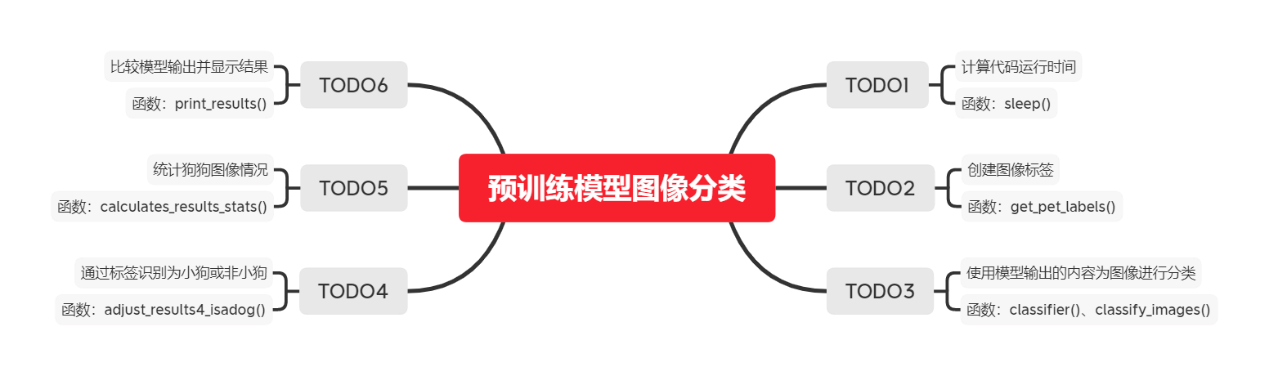 预训练模型图像分类
TODO1
计算代码运行时间
函数：sleep()
TODO2
创建图像标签
函数：get_pet_labels()
TODO3
使用模型输出的内容为图像进行分类
函数：classifier()、classify_images()
TODO4
通过标签识别为小狗或非小狗
函数：adjust_results4_isadog()
TODO5
统计狗狗图像情况
函数：calculates_results_stats()
TODO6
比较模型输出并显示结果
函数：print_results()